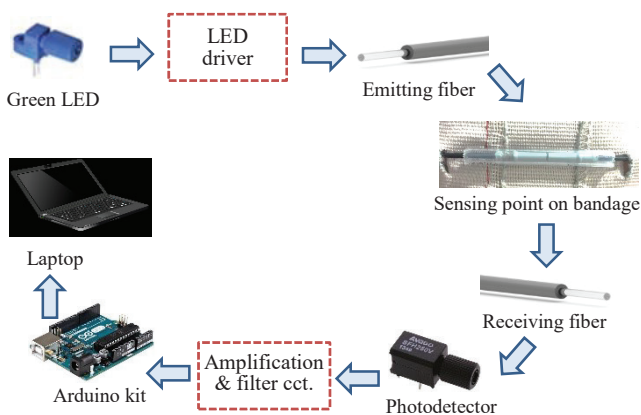 Green LED
LED
driver
Emitting fiber
Sensing point on bandage
Receiving fiber
Photodetector
Amplification
& filter cct.
Arduino kit
Laptop